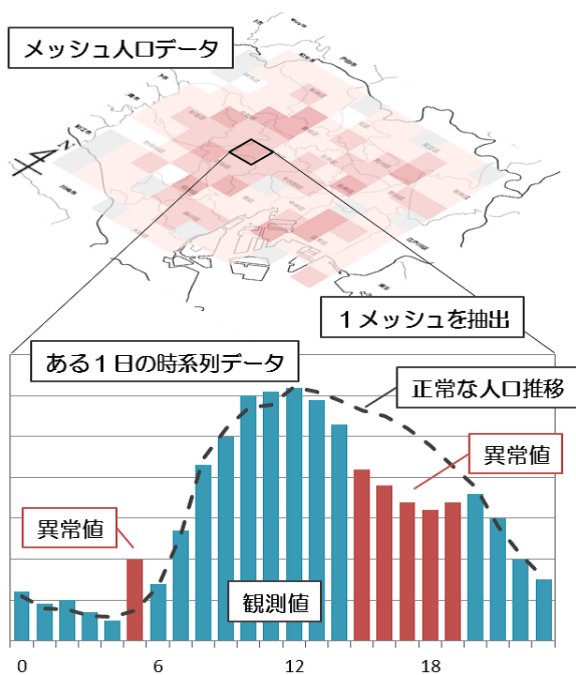 メッシュ人口データ
N
1メッシュを抽出
ある1日の時系列データ
正常な人口推移
異常値
異常値
観測値
0 6 12 18